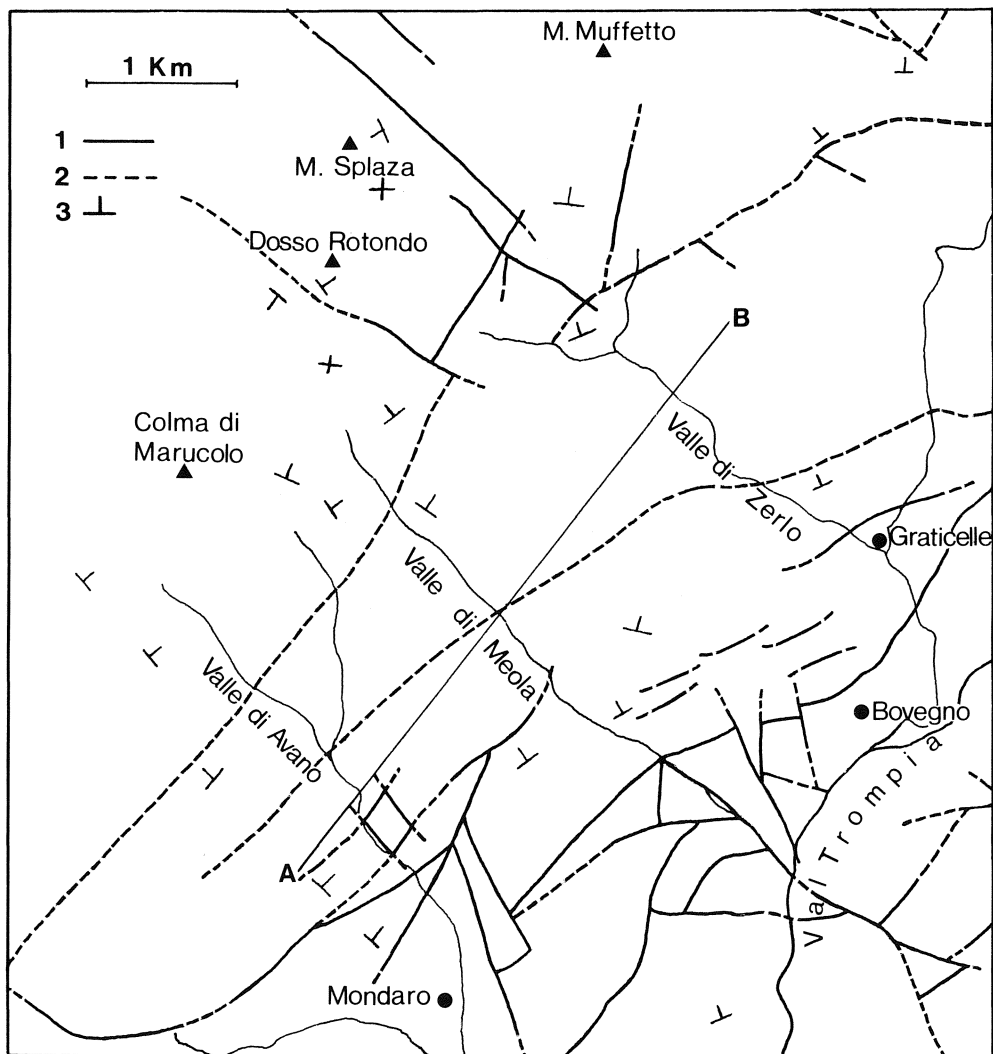 M. Muffetto
1 Km
1
M. Splaza
2
3
Dosso Rotondo
B
Colma di
Marucolo
Valle di
Zerlo
Graticelle
Valle di
Meola
Valle di Avano
Bovegno
Val Trompia
A
Mondaro